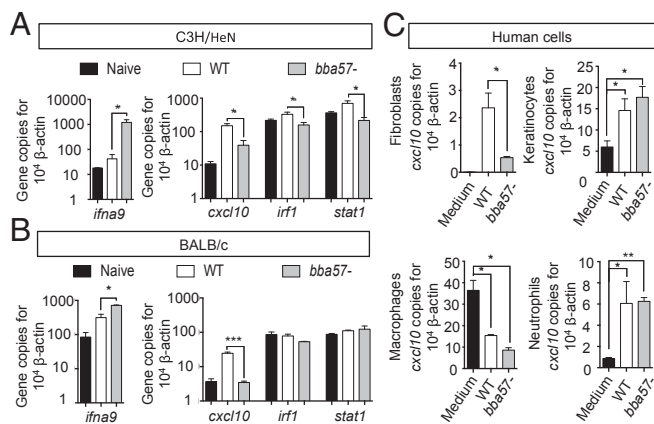 A
C3H/HeN
Naive WT bba57-
Gene copies for
10⁴ β-actin
10000
1000
100
10
1
*
ifna9
Gene copies for
10⁴ β-actin
1000
100
10
1
* * *
cxcl10 irf1 stat1
B
BALB/c
Naive WT bba57-
Gene copies for
10⁴ β-actin
1000
100
10
1
*
ifna9
Gene copies for
10⁴ β-actin
1000
100
10
1
***
cxcl10 irf1 stat1
C
Human cells
Fibroblasts
cxcl10 copies for
10⁴ β-actin
4
3
2
1
0
*
Medium
WT
bba57-
Keratinocytes
cxcl10 copies for
10⁴ β-actin
25
20
15
10
5
0
*
*
Medium
WT
bba57-
Macrophages
cxcl10 copies for
10⁴ β-actin
50
40
30
20
10
0
*
*
Medium
WT
bba57-
Neutrophils
cxcl10 copies for
10⁴ β-actin
10
8
6
4
2
0
**
*
Medium
WT
bba57-